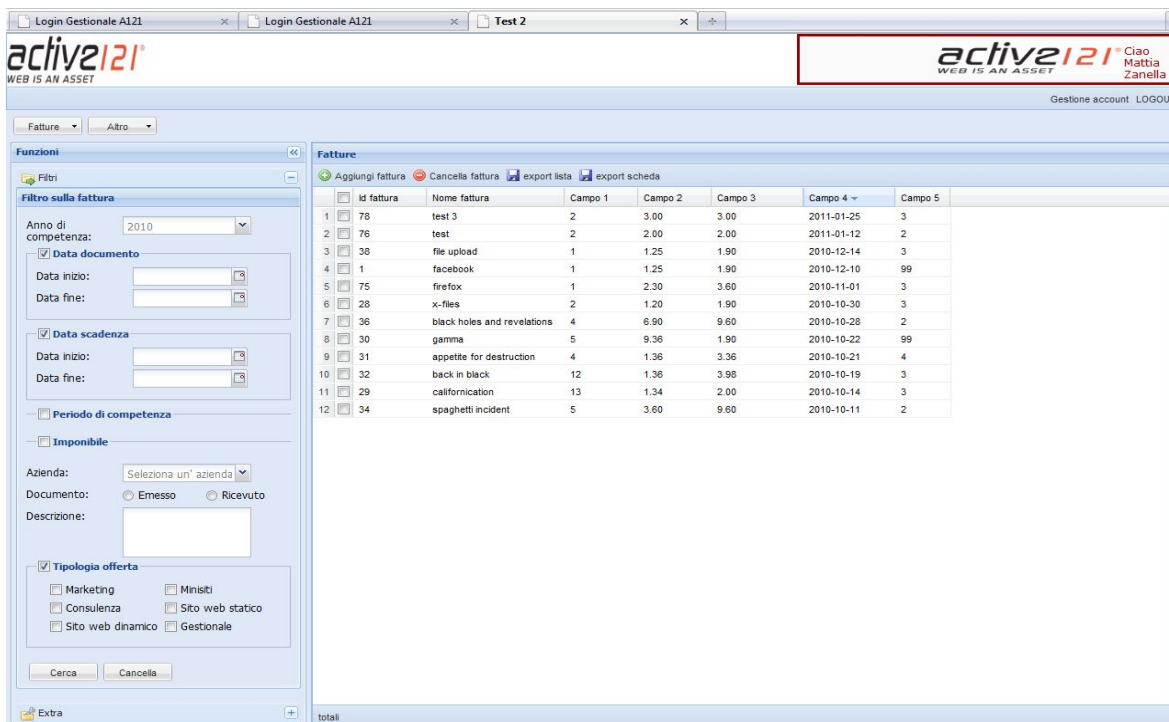 Login Gestionale A121
Login Gestionale A121
Test 2
active121®
WEB IS AN ASSET
active121®
WEB IS AN ASSET
Ciao
Mattia
Zanella
Gestione account LOGOU
Fatture Altro
Funzioni
Filtri
Filtro sulla fattura
Anno di competenza: 2010
Data documento
Data inizio:
Data fine:
Data scadenza
Data inizio:
Data fine:
Periodo di competenza
Imponibile
Azienda: Seleziona un' azienda
Documento: Emesso Ricevuto
Descrizione:
Tipologia offerta
Marketing Minisiti
Consulenza Sito web statico
Sito web dinamico Gestionale
Cerca Cancella
Extra
Fatture
Aggiungi fattura Cancella fattura export lista export scheda
Id fattura Nome fattura Campo 1 Campo 2 Campo 3 Campo 4 Campo 5
1 78 test 3 2 3.00 3.00 2011-01-25 3
2 76 test 2 2.00 2.00 2011-01-12 2
3 38 file upload 1 1.25 1.90 2010-12-14 3
4 1 facebook 1 1.25 1.90 2010-12-10 99
5 75 firefox 1 2.30 3.60 2010-11-01 3
6 28 x-files 2 1.20 1.90 2010-10-30 3
7 36 black holes and revelations 4 6.90 9.60 2010-10-28 2
8 30 gamma 5 9.36 1.90 2010-10-22 99
9 31 appetite for destruction 4 1.36 3.36 2010-10-21 4
10 32 back in black 12 1.36 3.98 2010-10-19 3
11 29 californication 13 1.34 2.00 2010-10-14 3
12 34 spaghetti incident 5 3.60 9.60 2010-10-11 2
totali